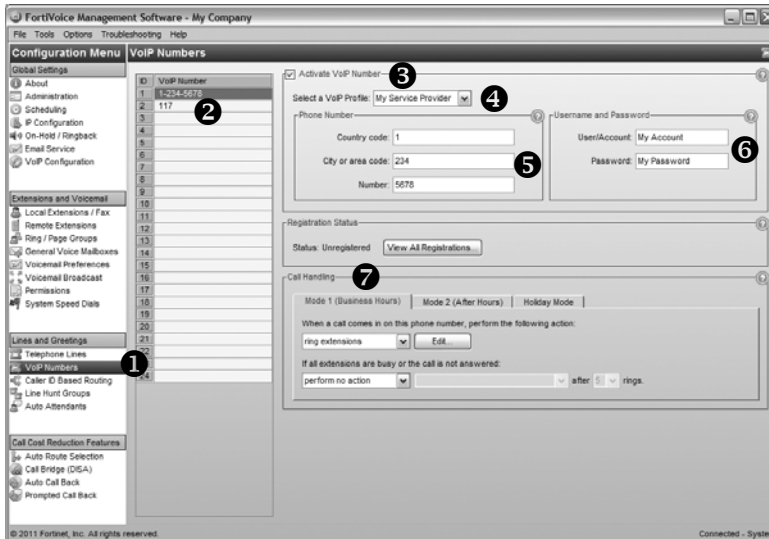 FortiVoice Management Software - My Company
File Tools Options Troubleshooting Help
Configuration Menu
Global Settings
About
Administration
Scheduling
IP Configuration
On-Hold / Ringback
Email Service
VoIP Configuration
Extensions and Voicemail
Local Extensions / Fax
Remote Extensions
Ring / Page Groups
General Voice Mailboxes
Voicemail Preferences
Voicemail Broadcast
Permissions
System Speed Dials
Lines and Greetings
Telephone Lines
VoIP Numbers
❶
Caller ID Based Routing
Line Hunt Groups
Auto Attendants
Call Cost Reduction Features
Auto Route Selection
Call Bridge (DISA)
Auto Call Back
Prompted Call Back
VoIP Numbers
ID VoIP Number
1 1-234-5678
2 117
❷
3
4
5
6
7
8
9
10
11
12
13
14
15
16
17
18
19
20
21
24
Activate VoIP Number
❸
Select a VoIP Profile: My Service Provider
❹
Phone Number
Country code: 1
City or area code: 234
❺
Number: 5678
Username and Password
User/Account: My Account
❻
Password: My Password
Registration Status
Status: Unregistered View All Registrations...
Call Handling
❼
Mode 1 (Business Hours) Mode 2 (After Hours) Holiday Mode
When a call comes in on this phone number, perform the following action:
ring extensions Edit...
If all extensions are busy or the call is not answered:
perform no action after 5 rings.
© 2011 Fortinet, Inc. All rights reserved.
Connected - Syste